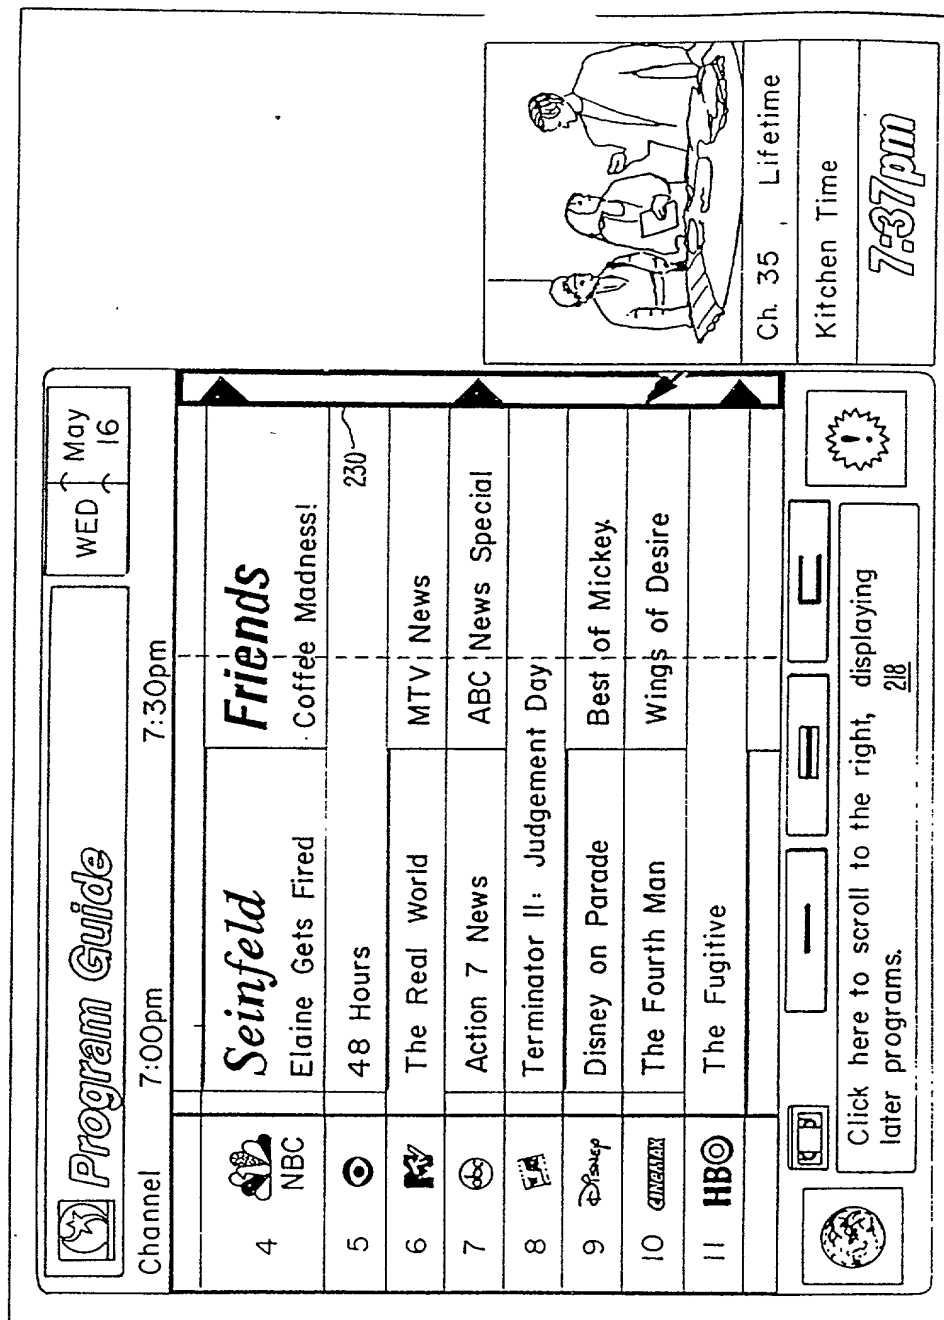 Program Guide
WED May
16
Channel 7:00pm 7:30pm
4 NBC
Seinfeld
Elaine Gets Fired
Friends
Coffee Madness!
5
48 Hours
230
6 MTV
The Real World
MTV News
7 abc
Action 7 News
ABC News Special
8
Terminator II: Judgement Day
9 Disney
Disney on Parade
Best of Mickey.
10 CINEMAX
The Fourth Man
Wings of Desire
11 HBO
The Fugitive
!
Click here to scroll to the right, displaying
later programs.
218
Ch. 35 , Lifetime
Kitchen Time
7:37pm